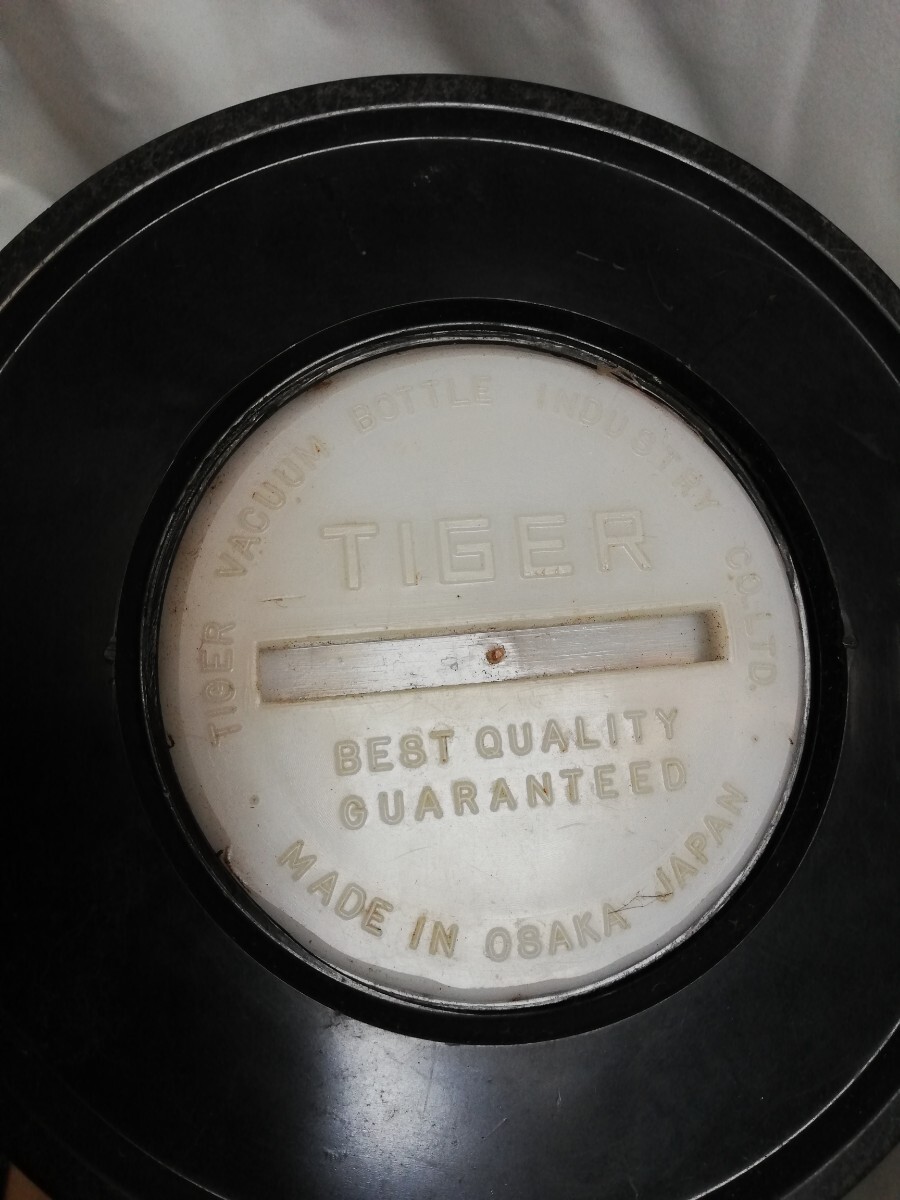 TIGER VACUUM BOTTLE INDUSTRY CO.LTD.
TIGER
BEST QUALITY
GUARANTEED
MADE IN OSAKA JAPAN